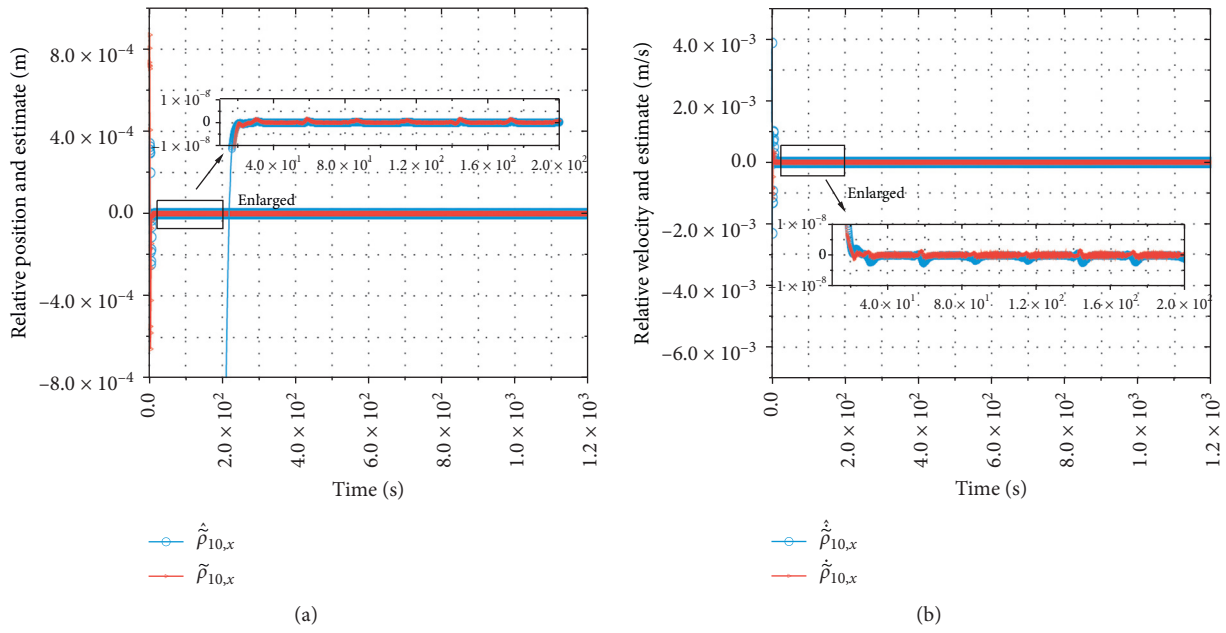 Relative position and estimate (m)
8.0 × 10⁻⁴
4.0 × 10⁻⁴
0.0
−4.0 × 10⁻⁴
−8.0 × 10⁻⁴
1 × 10⁻⁸
0
−1 × 10⁻⁸
4.0 × 10¹ 8.0 × 10¹ 1.2 × 10² 1.6 × 10² 2.0 × 10²
Enlarged
0.0 2.0 × 10² 4.0 × 10² 6.0 × 10² 8.0 × 10² 1.0 × 10³ 1.2 × 10³
Time (s)
ρ̃̂₁₀,ₓ
ρ̃₁₀,ₓ
(a)
Relative velocity and estimate (m/s)
4.0 × 10⁻³
2.0 × 10⁻³
0.0
−2.0 × 10⁻³
−4.0 × 10⁻³
−6.0 × 10⁻³
Enlarged
1 × 10⁻⁸
0
−1 × 10⁻⁸
4.0 × 10¹ 8.0 × 10¹ 1.2 × 10² 1.6 × 10² 2.0 × 10²
0.0 2.0 × 10² 4.0 × 10² 6.0 × 10² 8.0 × 10² 1.0 × 10³ 1.2 × 10³
Time (s)
ρ̃̇̂₁₀,ₓ
ρ̃̇₁₀,ₓ
(b)